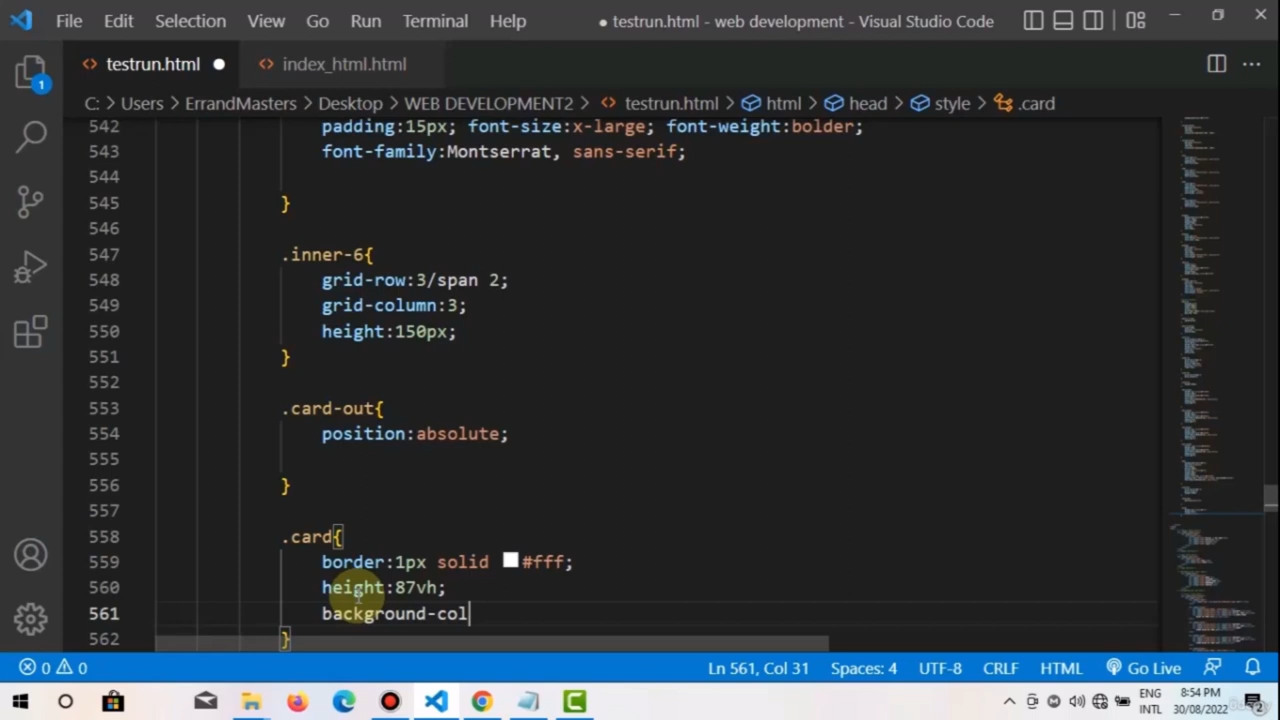 File Edit Selection View Go Run Terminal Help ● testrun.html - web development - Visual Studio Code
testrun.html ● index_html.html
C: > Users > ErrandMasters > Desktop > WEB DEVELOPMENT2 > testrun.html > html > head > style > .card
1
542 padding:15px; font-size:x-large; font-weight:bolder;
543 font-family:Montserrat, sans-serif;
544
545 }
546
547 .inner-6{
548 grid-row:3/span 2;
549 grid-column:3;
550 height:150px;
551 }
552
553 .card-out{
554 position:absolute;
555
556 }
557
558 .card{
559 border:1px solid #fff;
560 height:87vh;
561 background-col
562 }
0 0 Ln 561, Col 31 Spaces: 4 UTF-8 CRLF HTML Go Live
ENG 8:54 PM
INTL 30/08/2022 2